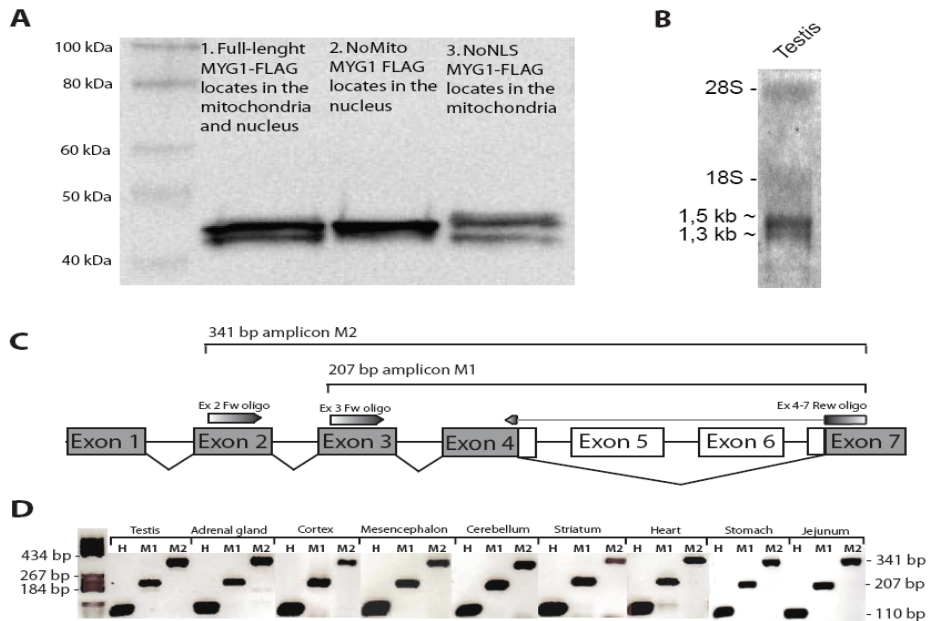 A
100 kDa
80 kDa
60 kDa
50 kDa
40 kDa
1. Full-lenght
MYG1-FLAG
locates in the
mitochondria
and nucleus
2. NoMito
MYG1 FLAG
locates in the
nucleus
3. NoNLS
MYG1-FLAG
locates in the
mitochondria
B
Testis
28S -
18S -
1,5 kb ~
1,3 kb ~
C
341 bp amplicon M2
207 bp amplicon M1
Ex 2 Fw oligo
Ex 3 Fw oligo
Ex 4-7 Rew oligo
Exon 1
Exon 2
Exon 3
Exon 4
Exon 5
Exon 6
Exon 7
D
Testis Adrenal gland Cortex Mesencephalon Cerebellum Striatum Heart Stomach Jejunum
H M1 M2 H M1 M2 H M1 M2 H M1 M2 H M1 M2 H M1 M2 H M1 M2 H M1 M2 H M1 M2
434 bp -
267 bp -
184 bp -
- 341 bp
- 207 bp
- 110 bp